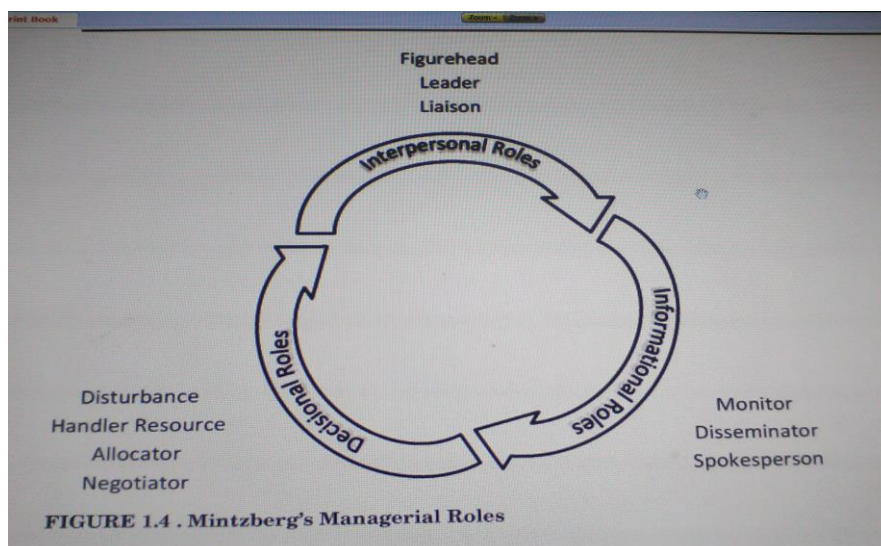 rint Book
Figurehead
Leader
Liaison
Interpersonal Roles
Informational Roles
Decisional Roles
Disturbance
Handler Resource
Allocator
Negotiator
Monitor
Disseminator
Spokesperson
FIGURE 1.4 . Mintzberg's Managerial Roles